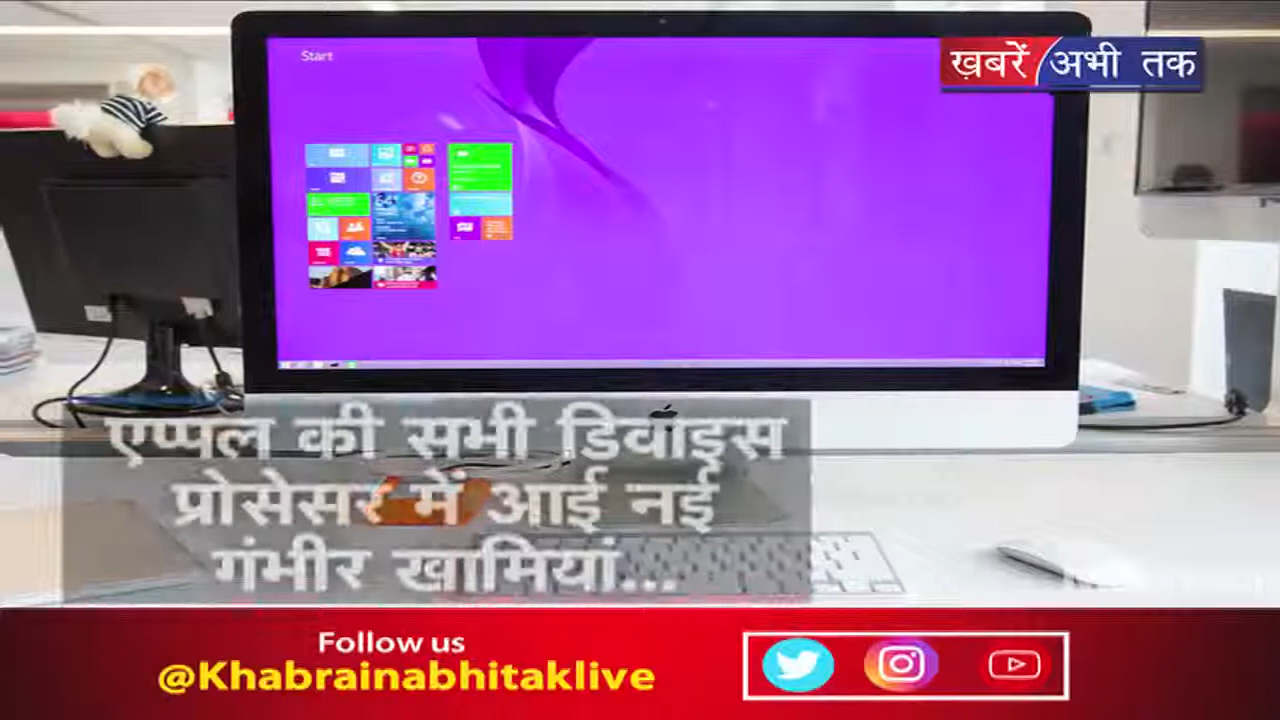 Start
ख़बरें अभी तक
एप्पल की सभी डिवाइस
प्रोसेसर में आई नई
गंभीर खामियां...
Follow us
@Khabrainabhitaklive